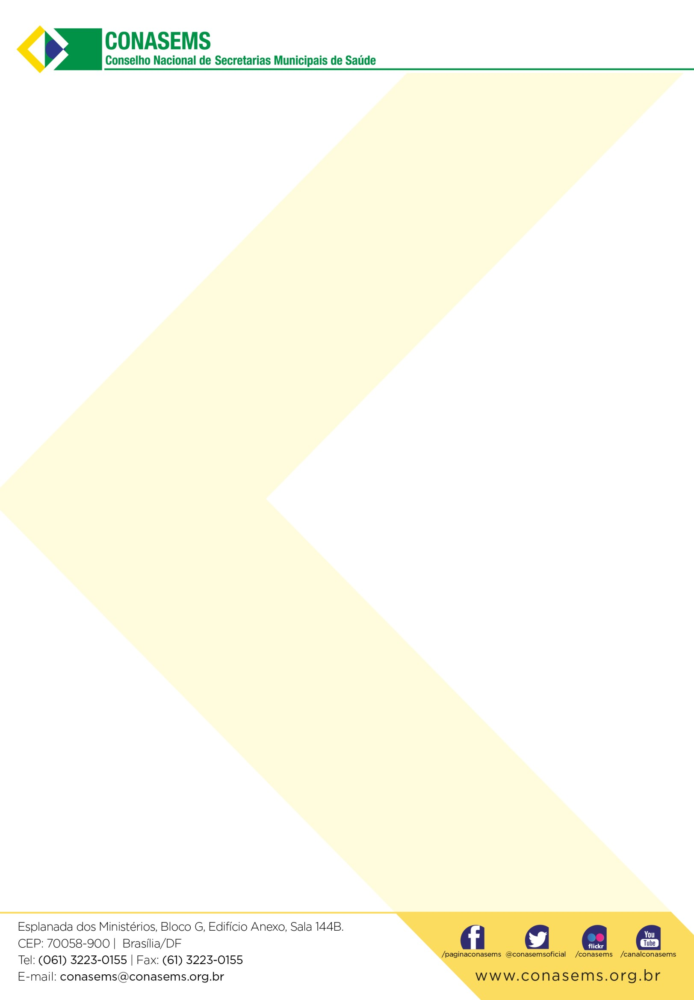 CONASEMS
Conselho Nacional de Secretarias Municipais de Saúde
Esplanada dos Ministérios, Bloco G, Edifício Anexo, Sala 144B.
CEP: 70058-900 | Brasília/DF
Tel: (061) 3223-0155 | Fax: (61) 3223-0155
E-mail: conasems@conasems.org.br
f
flickr
You
Tube
/paginaconasems @conasemsoficial /conasems /canalconasems
www.conasems.org.br